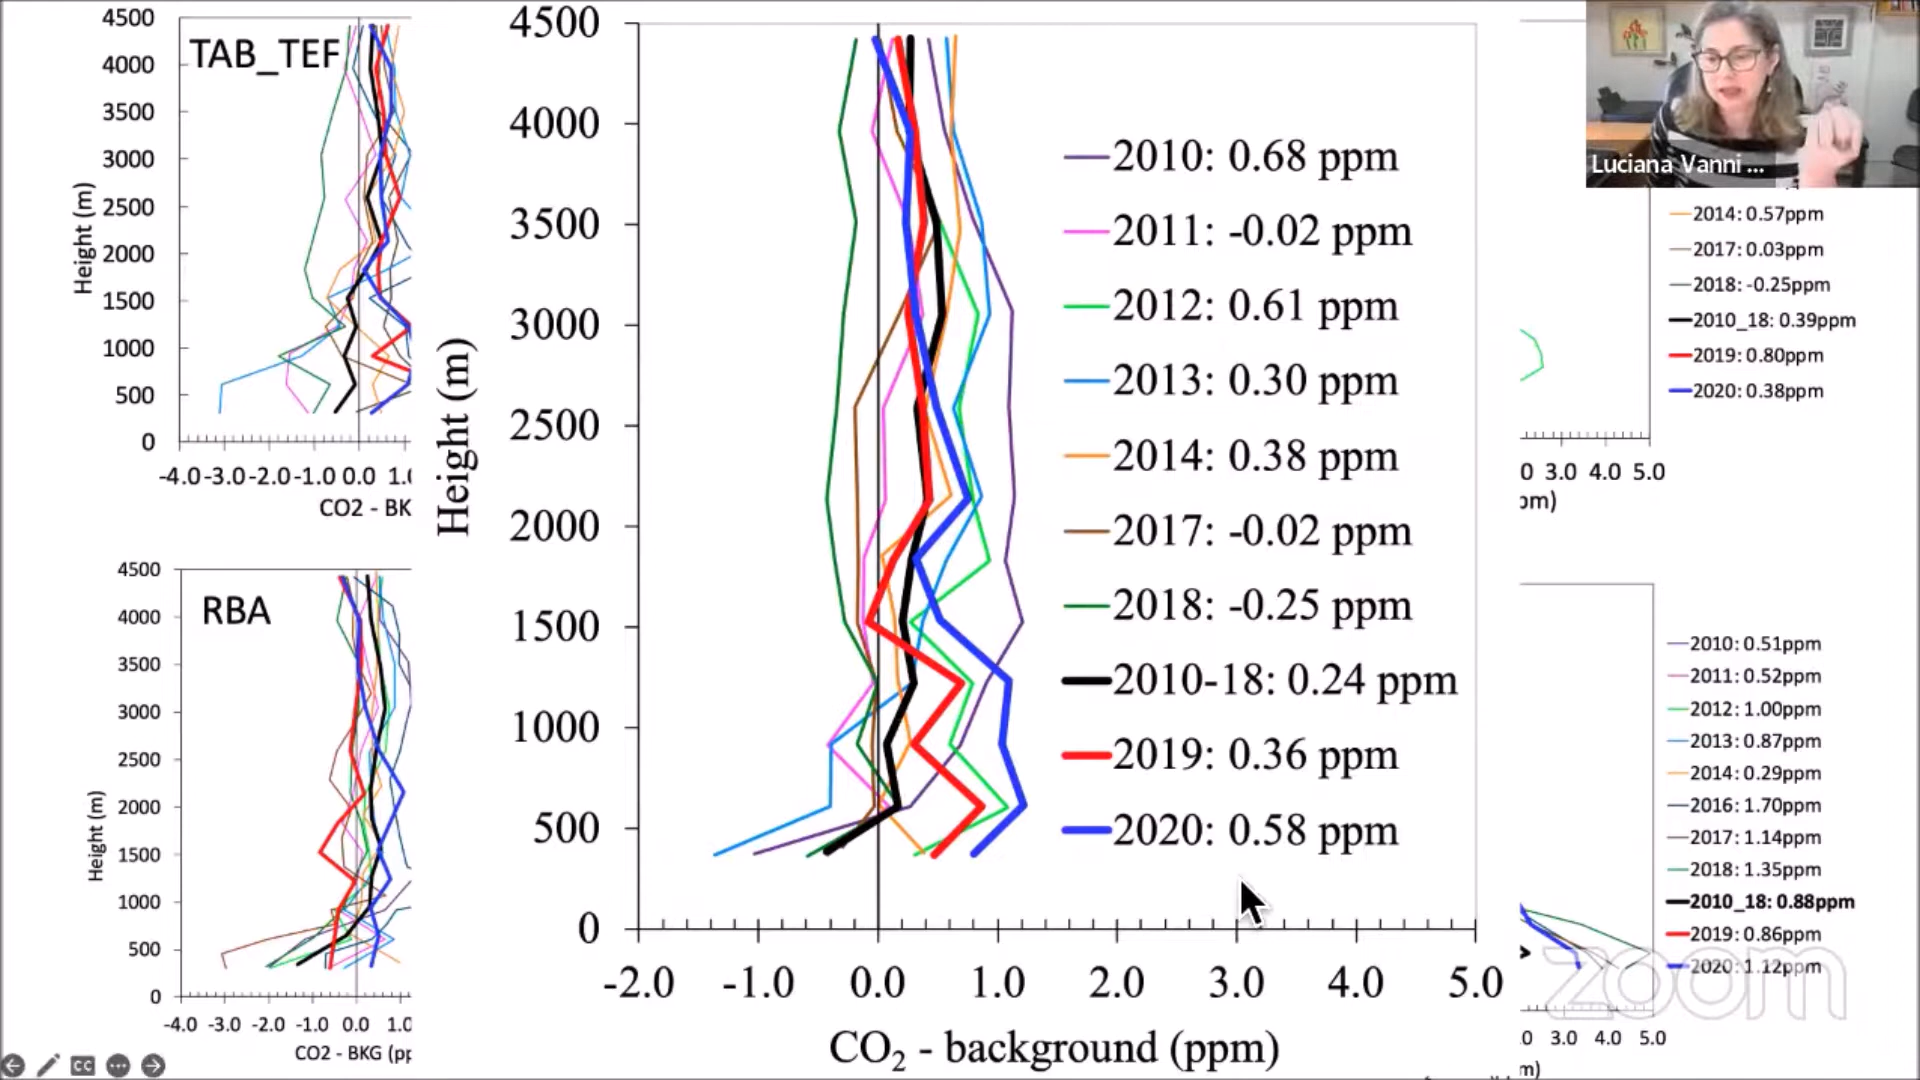 TAB_TEF
4500
4000
3500
3000
2500
2000
1500
1000
500
0
Height (m)
-4.0 -3.0 -2.0 -1.0 0.0
CO2 - BK
RBA
4500
4000
3500
3000
2500
2000
1500
1000
500
0
Height (m)
-4.0 -3.0 -2.0 -1.0 0.0
CO2 - BKG
4500
4000
3500
3000
2500
2000
1500
1000
500
0
Height (m)
-2.0 -1.0 0.0 1.0 2.0 3.0 4.0 5.0
CO2 - background (ppm)
2010: 0.68 ppm
2011: -0.02 ppm
2012: 0.61 ppm
2013: 0.30 ppm
2014: 0.38 ppm
2017: -0.02 ppm
2018: -0.25 ppm
2010-18: 0.24 ppm
2019: 0.36 ppm
2020: 0.58 ppm
Luciana Vanni ...
2014: 0.57ppm
2017: 0.03ppm
2018: -0.25ppm
2010_18: 0.39ppm
2019: 0.80ppm
2020: 0.38ppm
3.0 4.0 5.0
2010: 0.51ppm
2011: 0.52ppm
2012: 1.00ppm
2013: 0.87ppm
2014: 0.29ppm
2016: 1.70ppm
2017: 1.14ppm
2018: 1.35ppm
2010_18: 0.88ppm
2019: 0.86ppm
2020: 1.12ppm
zoom
3.0 4.0 5.0
CC